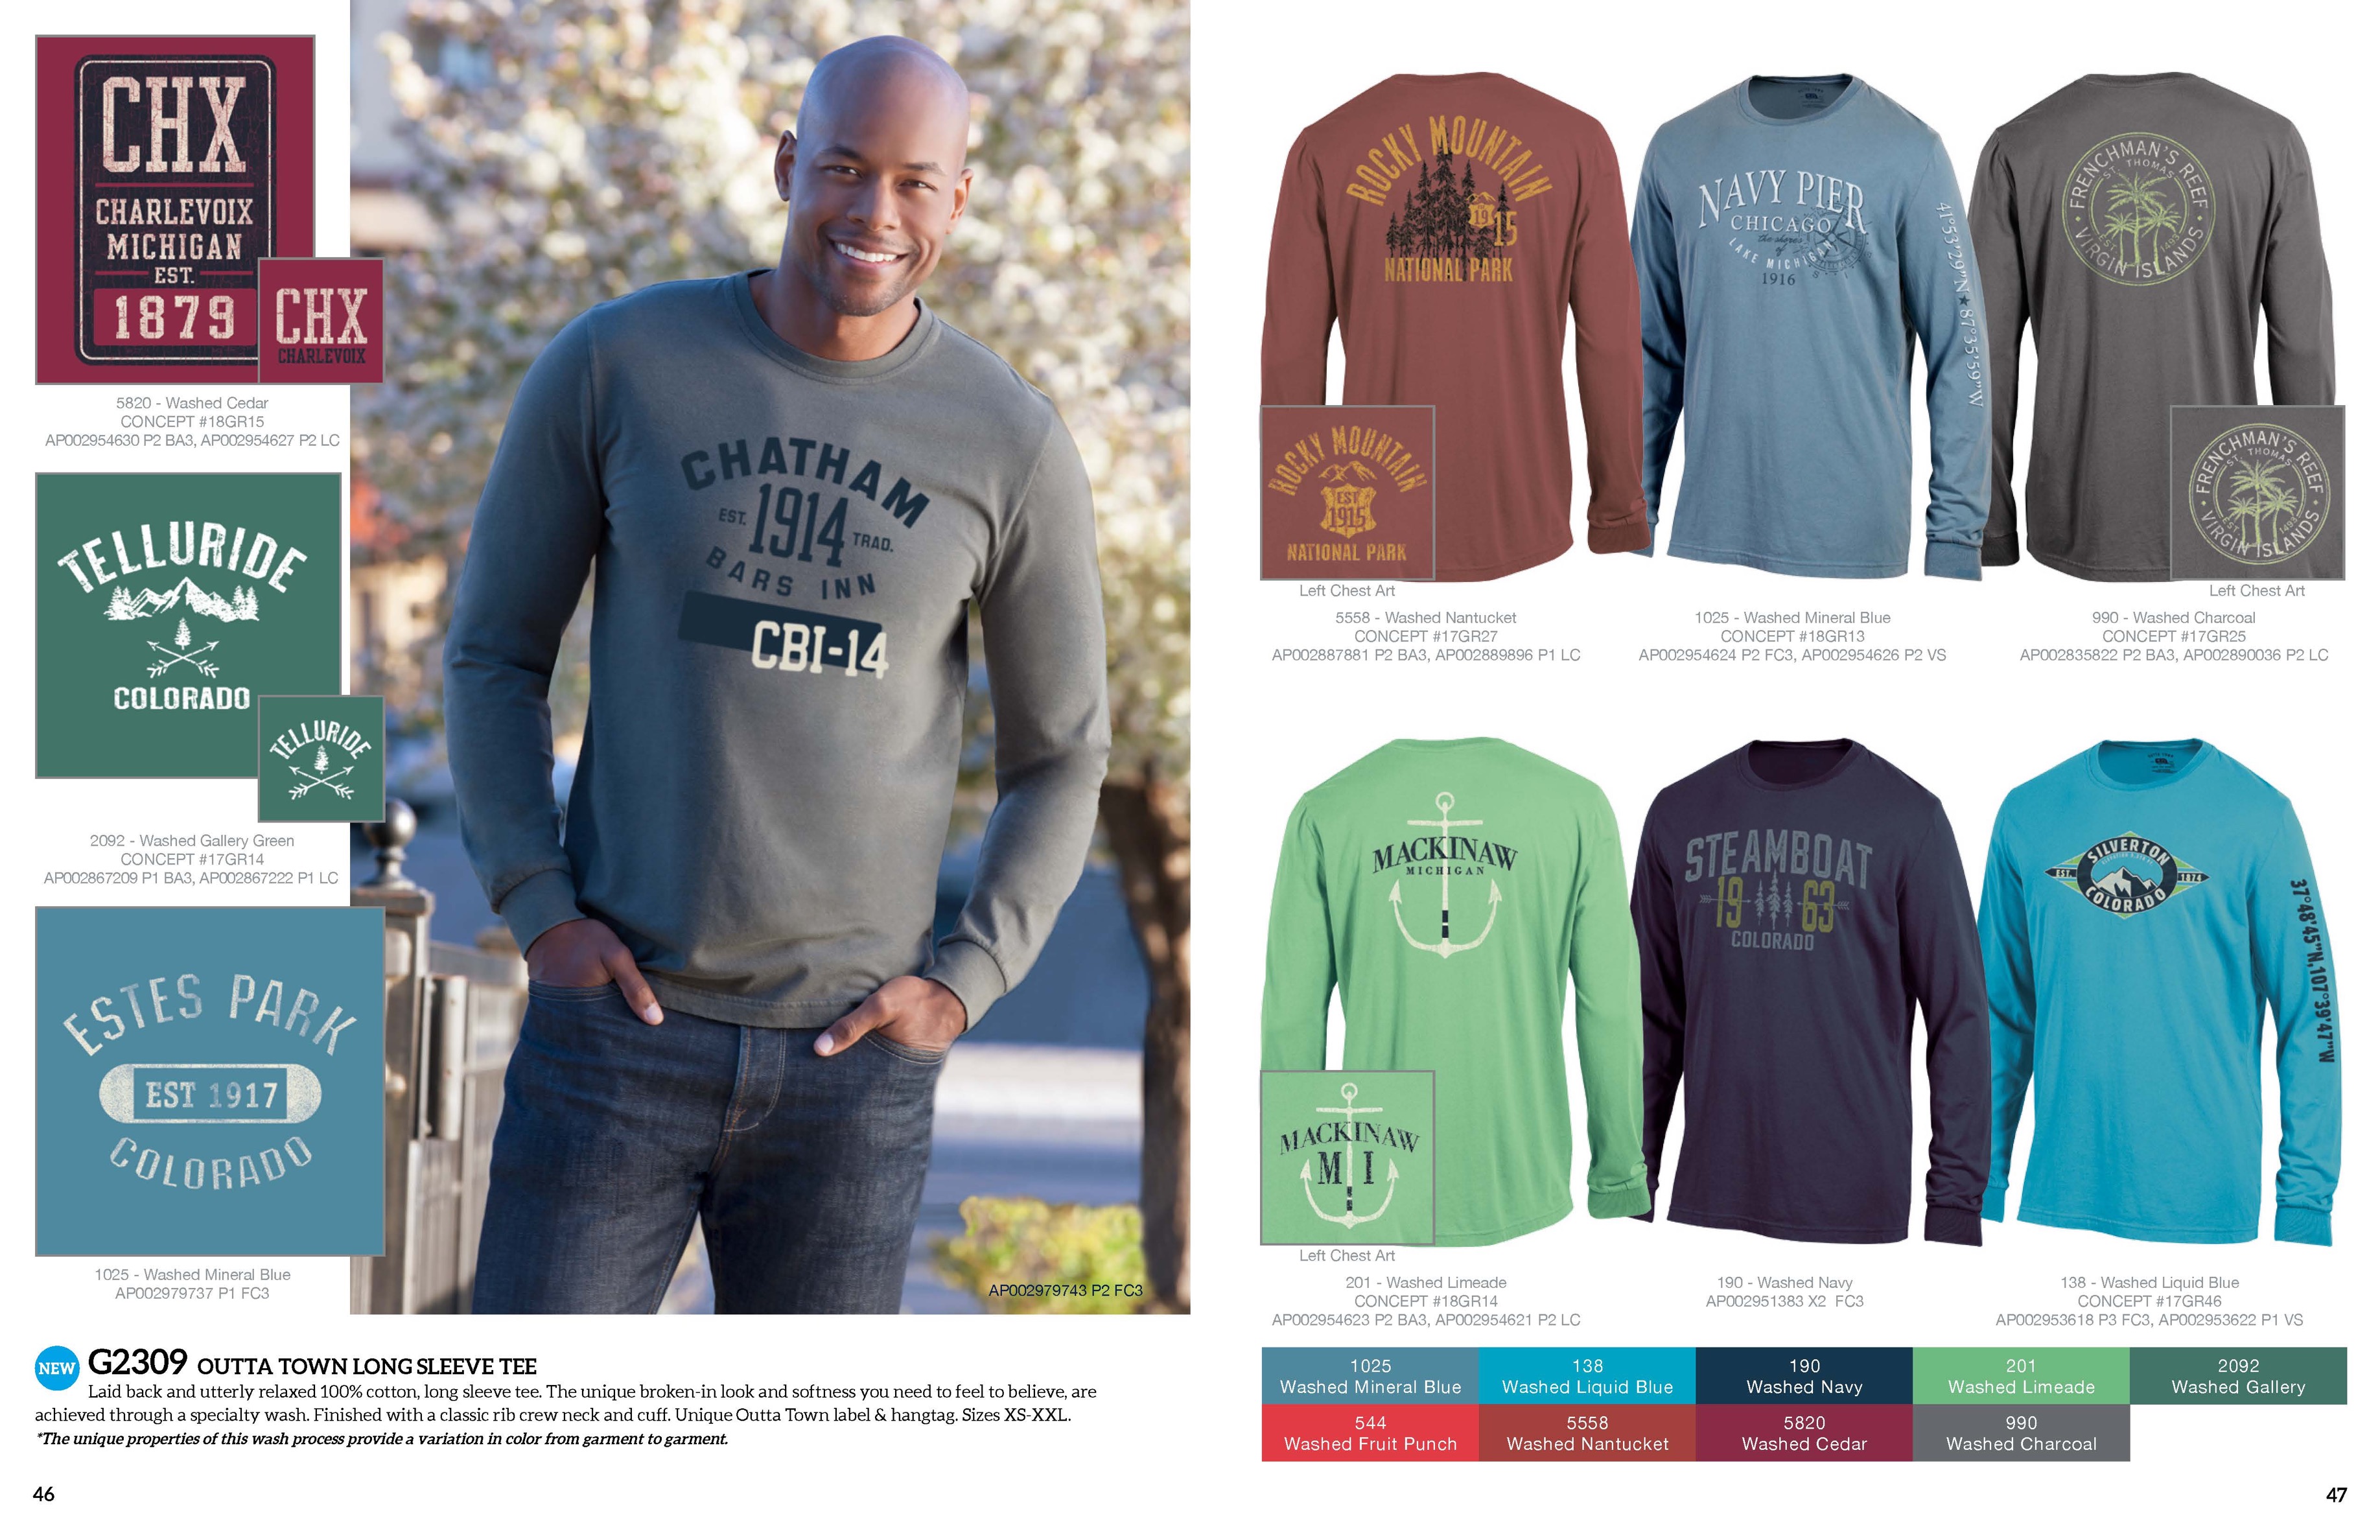 CHX
CHARLEVOIX
MICHIGAN
EST.
1879
CHX
CHARLEVOIX
5820 - Washed Cedar
CONCEPT #18GR15
AP002954630 P2 BA3, AP002954627 P2 LC
TELLURIDE
COLORADO
TELLURIDE
2092 - Washed Gallery Green
CONCEPT #17GR14
AP002867209 P1 BA3, AP002867222 P1 LC
ESTES PARK
EST 1917
COLORADO
1025 - Washed Mineral Blue
AP002979737 P1 FC3
CHATHAM
EST. 1914 TRAD.
BARS INN
CBI-14
AP002979743 P2 FC3
NEW G2309 OUTTA TOWN LONG SLEEVE TEE
Laid back and utterly relaxed 100% cotton, long sleeve tee. The unique broken-in look and softness you need to feel to believe, are
achieved through a specialty wash. Finished with a classic rib crew neck and cuff. Unique Outta Town label & hangtag. Sizes XS-XXL.
*The unique properties of this wash process provide a variation in color from garment to garment.
46
ROCKY MOUNTAIN
1915
NATIONAL PARK
ROCKY MOUNTAIN
EST
1915
NATIONAL PARK
Left Chest Art
5558 - Washed Nantucket
CONCEPT #17GR27
AP002887881 P2 BA3, AP002889896 P1 LC
NAVY PIER
CHICAGO
the shores
of
LAKE MICHIGAN
1916
41°53'29"N★87°35'59"W
1025 - Washed Mineral Blue
CONCEPT #18GR13
AP002954624 P2 FC3, AP002954626 P2 VS
FRENCHMAN'S REEF
ST. THOMAS
EST. 1493
VIRGIN ISLANDS
FRENCHMAN'S REEF
ST. THOMAS
EST. 1493
VIRGIN ISLANDS
Left Chest Art
990 - Washed Charcoal
CONCEPT #17GR25
AP002835822 P2 BA3, AP002890036 P2 LC
MACKINAW
MICHIGAN
MACKINAW
MI
Left Chest Art
201 - Washed Limeade
CONCEPT #18GR14
AP002954623 P2 BA3, AP002954621 P2 LC
STEAMBOAT
1963
COLORADO
190 - Washed Navy
AP002951383 X2 FC3
SILVERTON
EST. 1874
COLORADO
37°48'45"N,107°39'47"W
138 - Washed Liquid Blue
CONCEPT #17GR46
AP002953618 P3 FC3, AP002953622 P1 VS
1025
Washed Mineral Blue
138
Washed Liquid Blue
190
Washed Navy
201
Washed Limeade
2092
Washed Gallery
544
Washed Fruit Punch
5558
Washed Nantucket
5820
Washed Cedar
990
Washed Charcoal
47